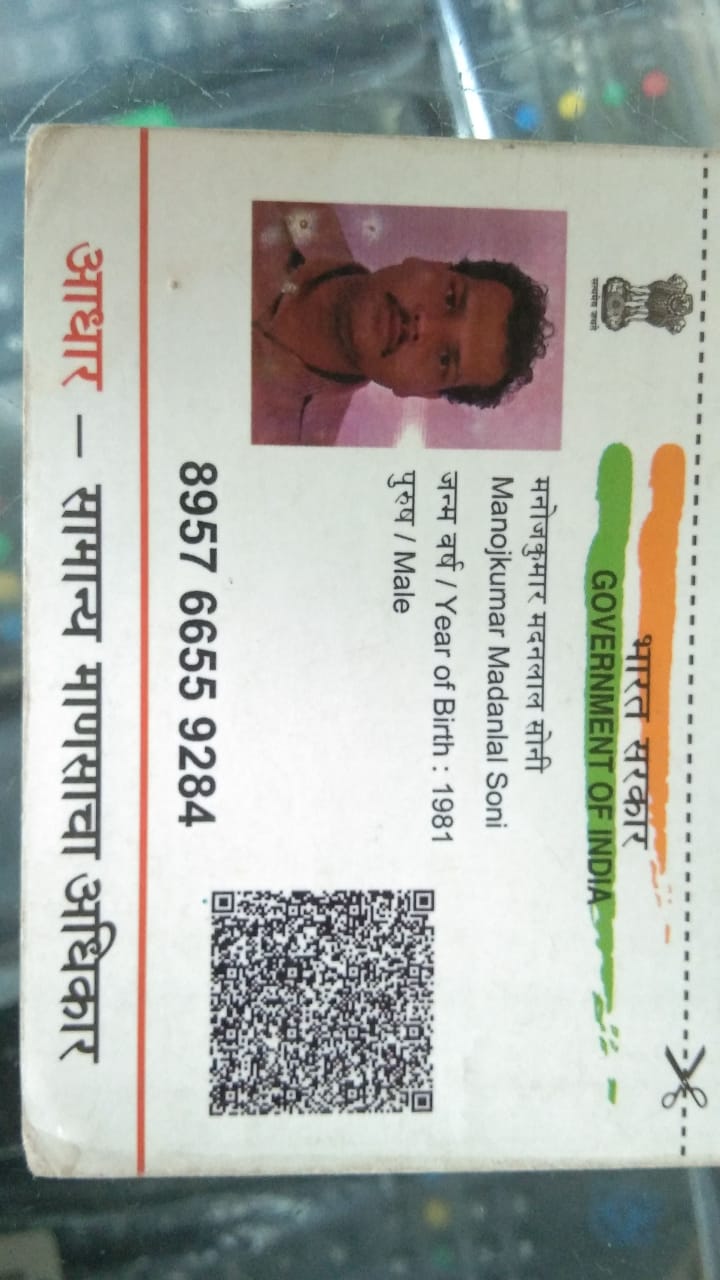 सत्यमेव जयते
भारत सरकार
GOVERNMENT OF INDIA
मनोजकुमार मदनलाल सोनी
Manojkumar Madanlal Soni
जन्म वर्ष / Year of Birth : 1981
पुरुष / Male
8957 6655 9284
आधार – सामान्य माणसाचा अधिकार